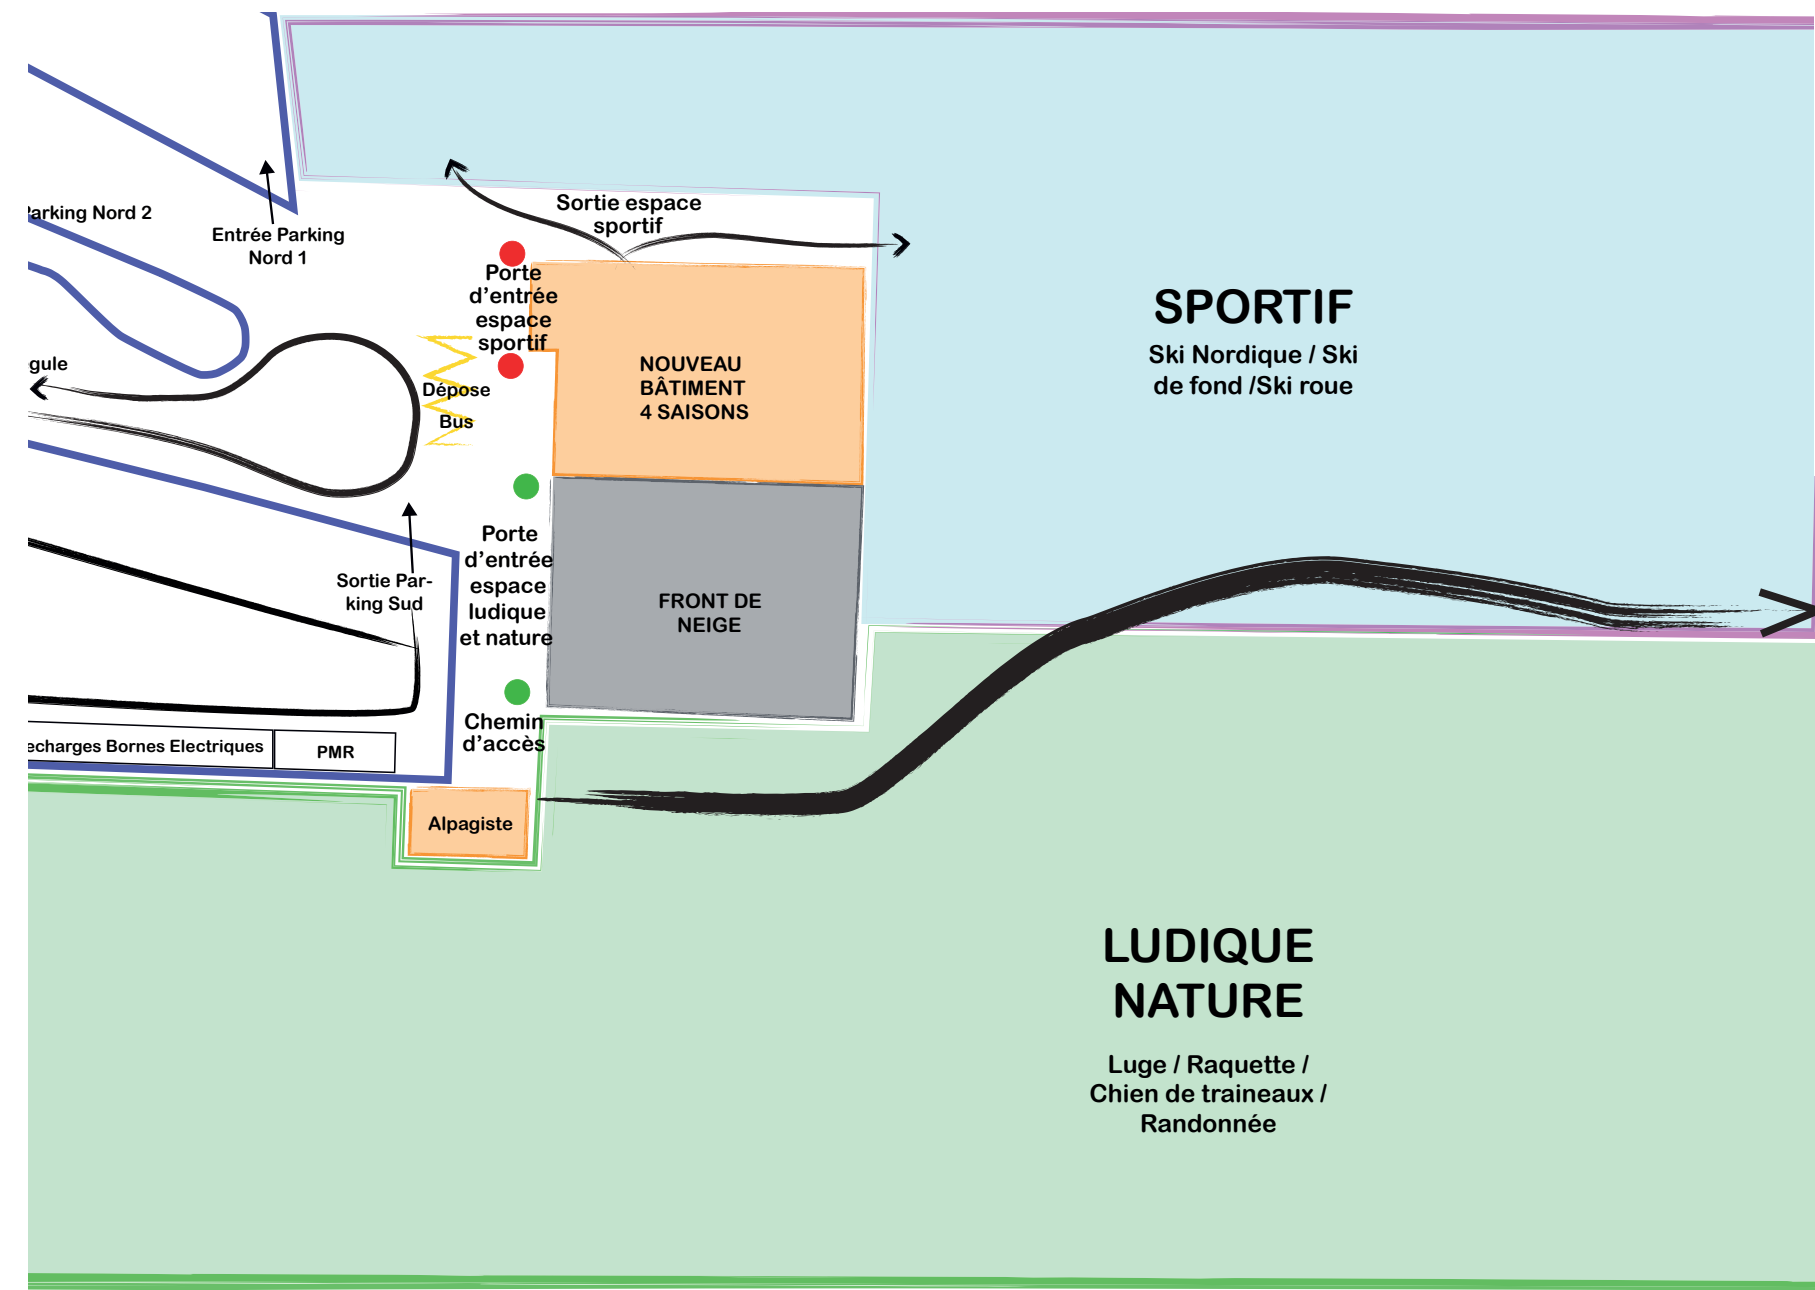 Parking Nord 2
Entrée Parking
Nord 1
Sortie espace
sportif
Porte
d’entrée
espace
sportif
SPORTIF
Ski Nordique / Ski
de fond /Ski roue
NOUVEAU
BÂTIMENT
4 SAISONS
gule
Dépose
Bus
Porte
d’entrée
espace
ludique
et nature
Sortie Par-
king Sud
FRONT DE
NEIGE
Chemin
d’accès
echarges Bornes Electriques
PMR
Alpagiste
LUDIQUE
NATURE
Luge / Raquette /
Chien de traineaux /
Randonnée